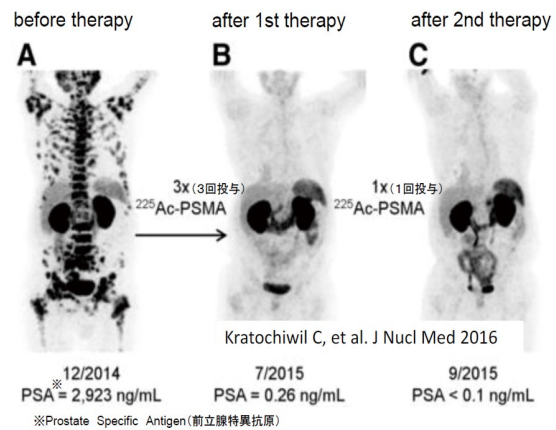 before therapy
after 1st therapy
after 2nd therapy
A
B
C
3x(3回投与)
225Ac-PSMA
1x(1回投与)
225Ac-PSMA
Kratochiwil C, et al. J Nucl Med 2016
12/2014
PSA※= 2,923 ng/mL
7/2015
PSA = 0.26 ng/mL
9/2015
PSA < 0.1 ng/mL
※Prostate Specific Antigen(前立腺特異抗原)